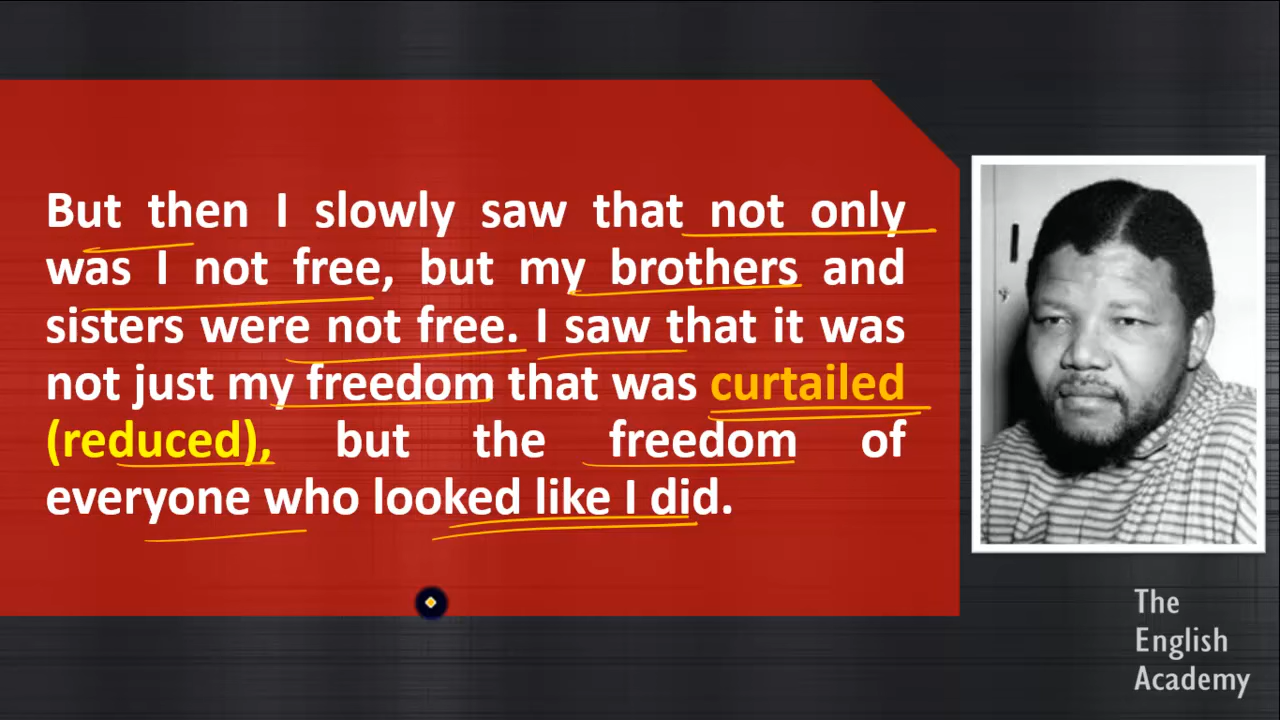 But then I slowly saw that not only
was I not free, but my brothers and
sisters were not free. I saw that it was
not just my freedom that was curtailed
(reduced), but the freedom of
everyone who looked like I did.
The
English
Academy